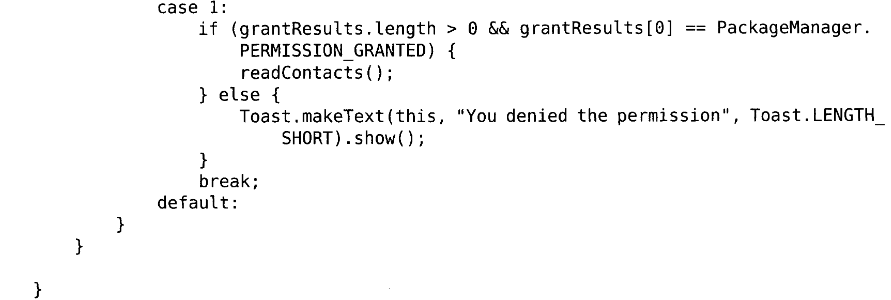 case 1:
if (grantResults.length > 0 && grantResults[0] == PackageManager.
PERMISSION_GRANTED) {
readContacts();
} else {
Toast.makeText(this, "You denied the permission", Toast.LENGTH_
SHORT).show();
}
break;
default:
}
}
}